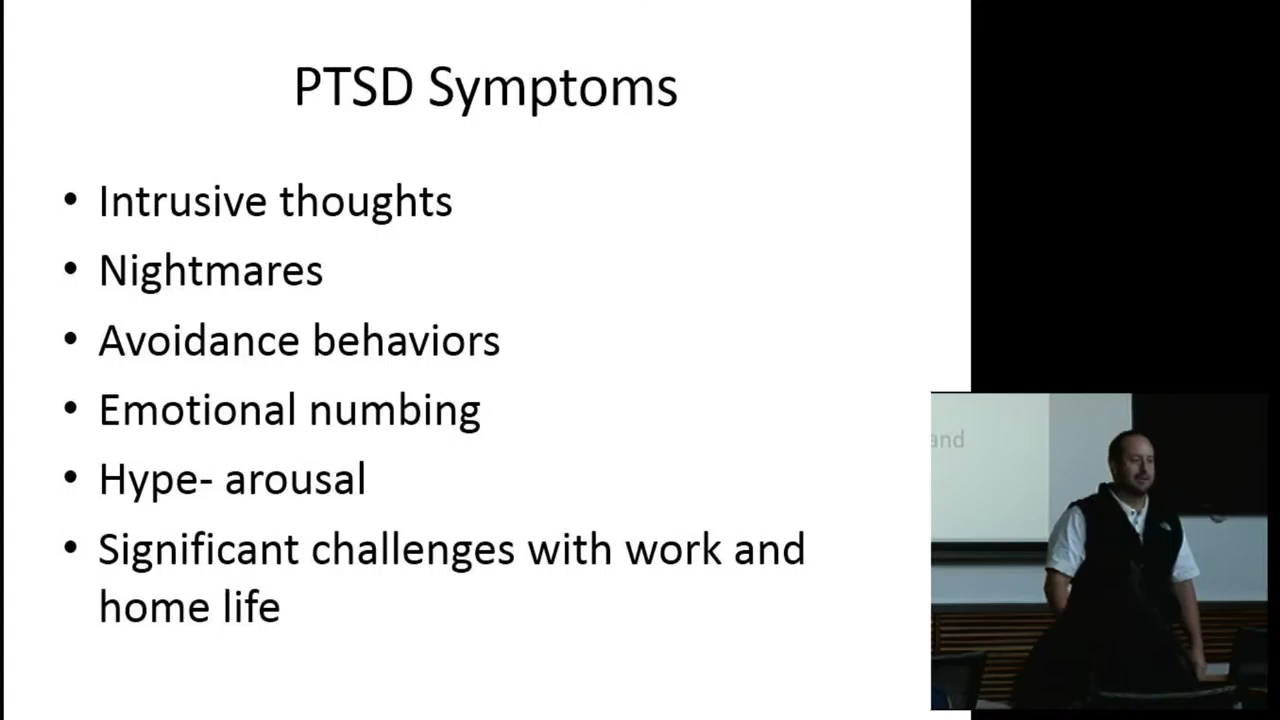 PTSD Symptoms
• Intrusive thoughts
• Nightmares
• Avoidance behaviors
• Emotional numbing
• Hype- arousal
• Significant challenges with work and
home life
and